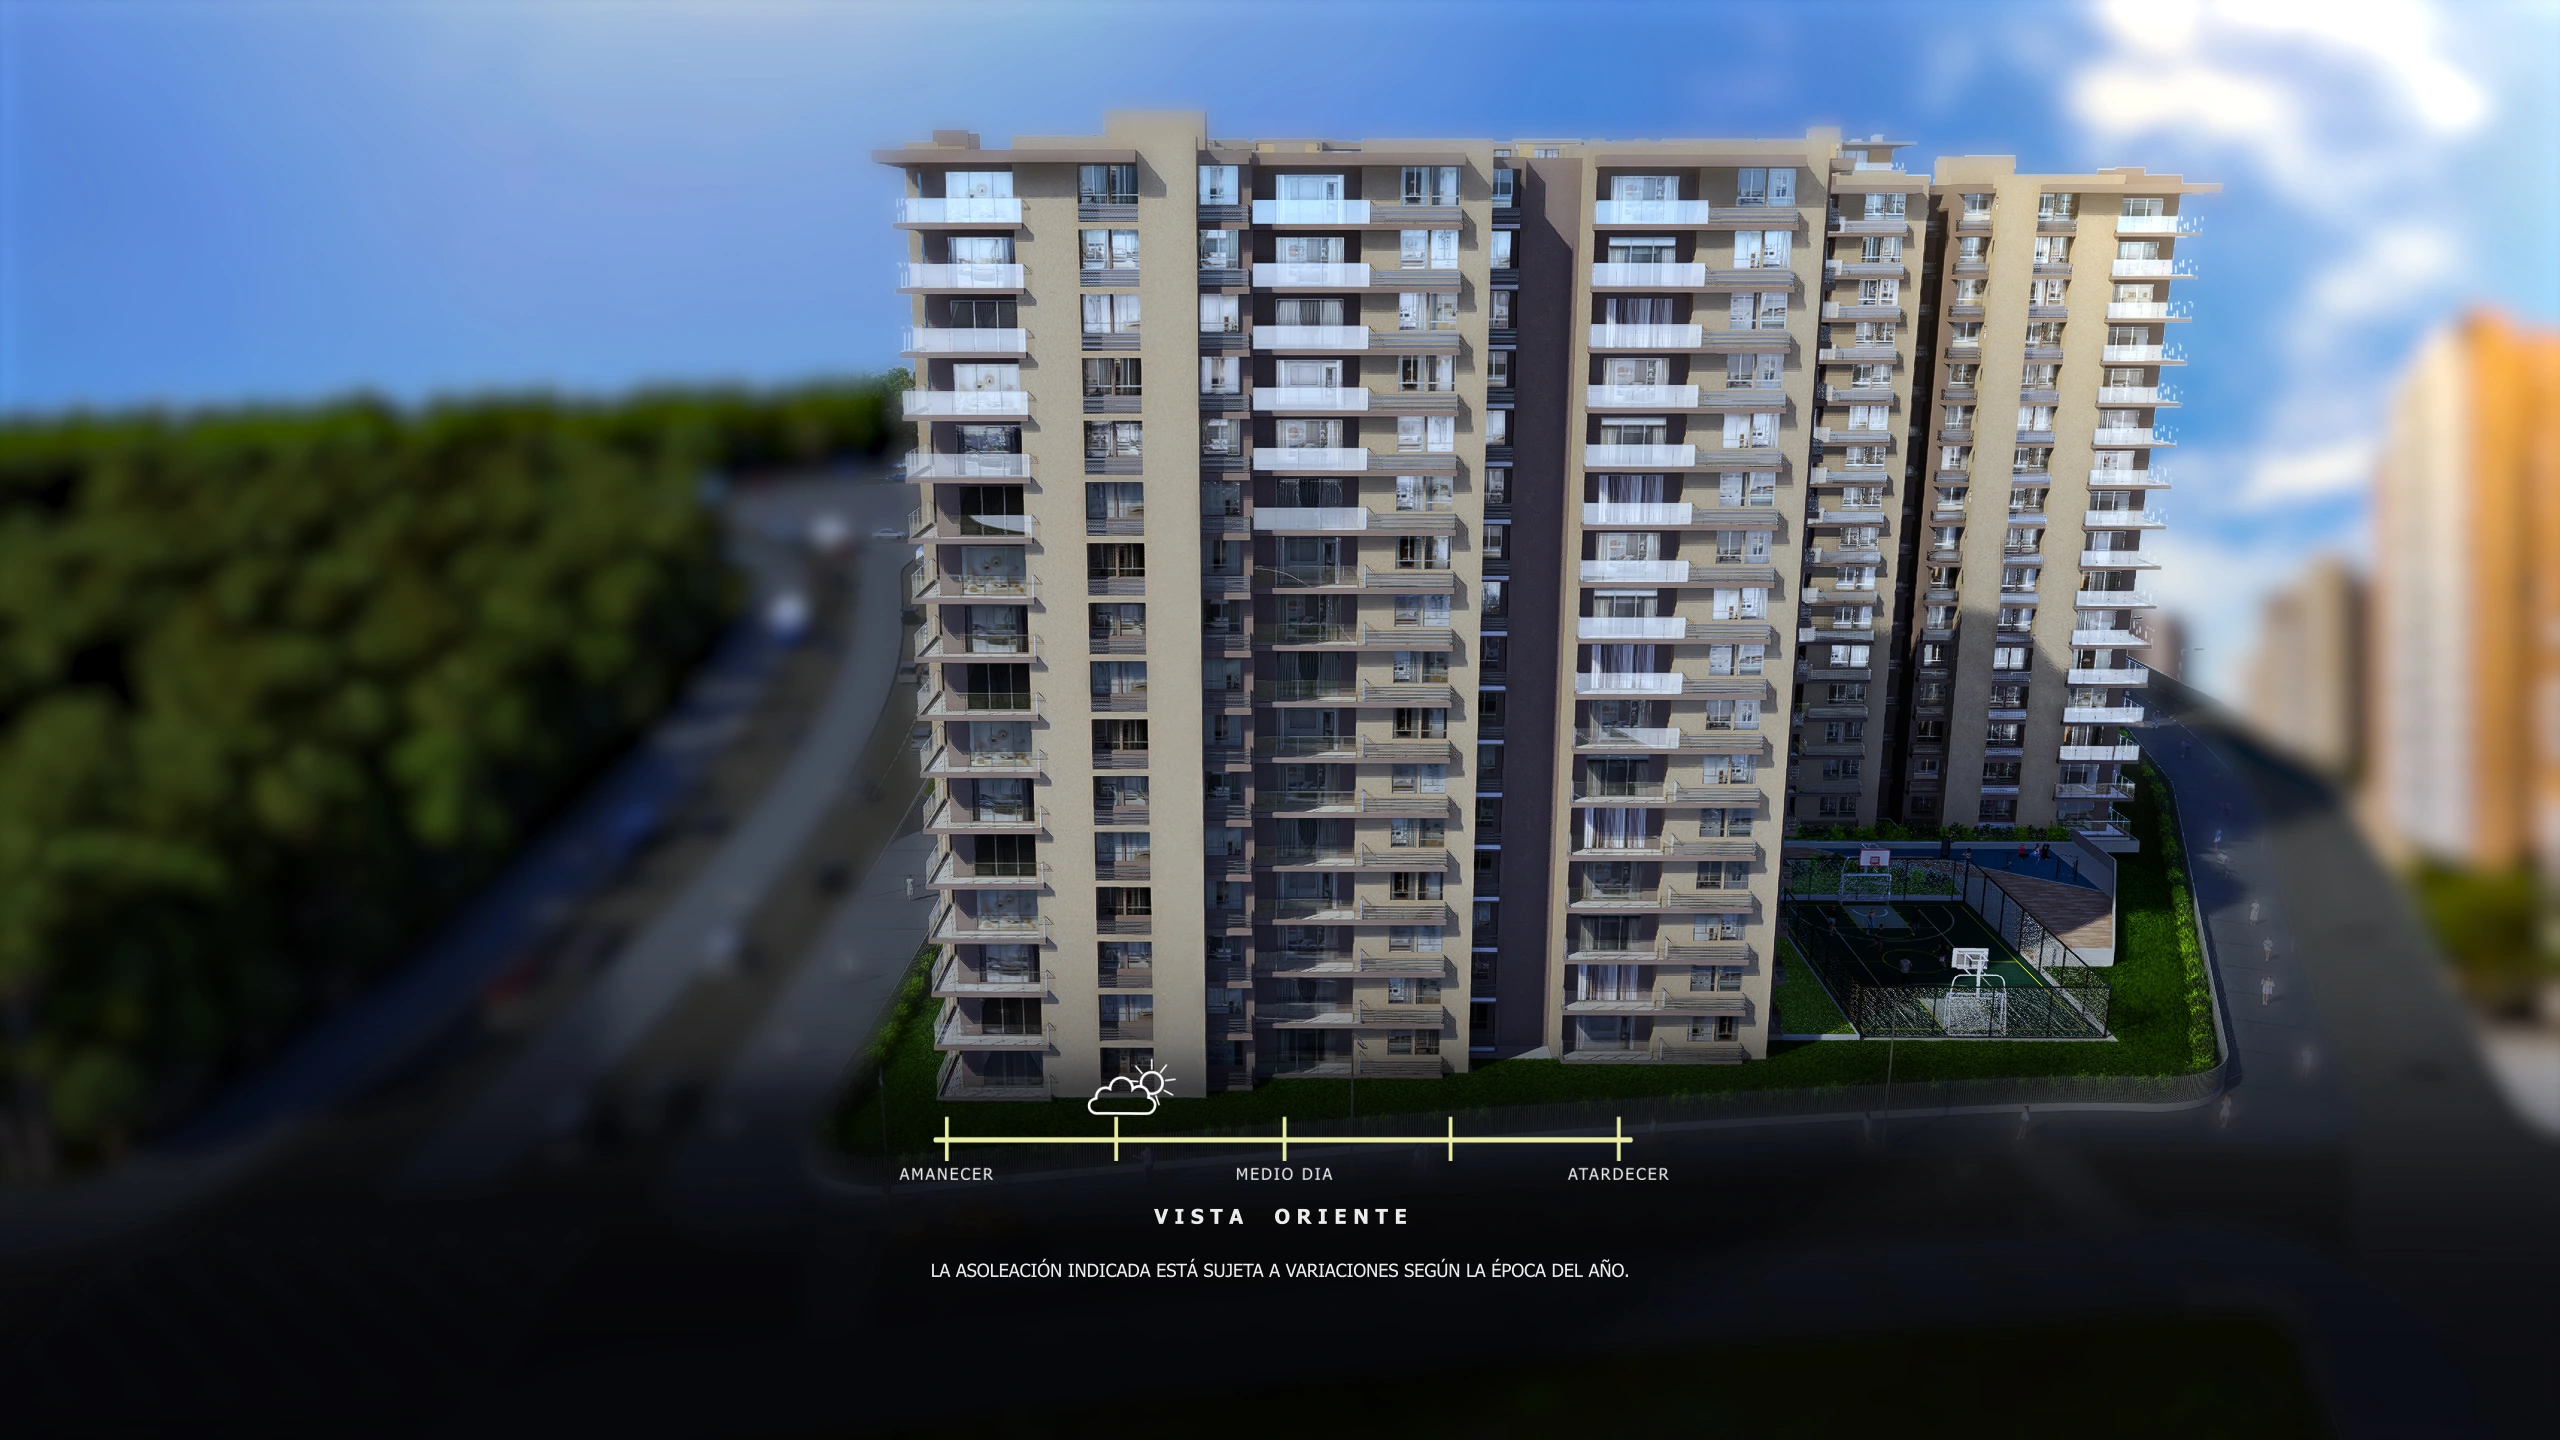 AMANECER MEDIO DIA ATARDECER
VISTA ORIENTE
LA ASOLEACIÓN INDICADA ESTÁ SUJETA A VARIACIONES SEGÚN LA ÉPOCA DEL AÑO.